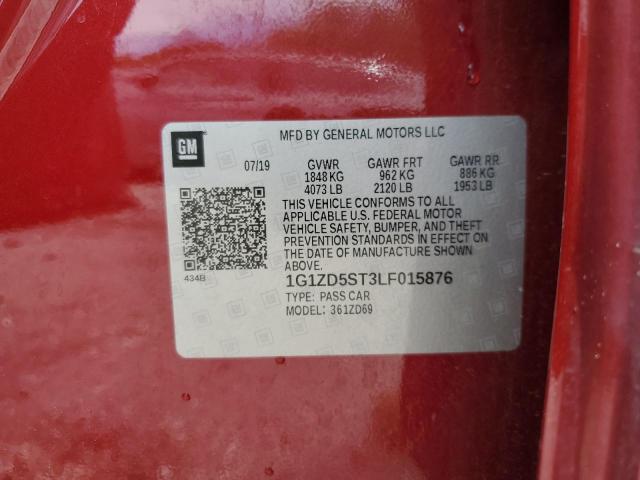 GM
MFD BY GENERAL MOTORS LLC
07/19 GVWR GAWR FRT GAWR RR
1848 KG 962 KG 886 KG
4073 LB 2120 LB 1953 LB
THIS VEHICLE CONFORMS TO ALL
APPLICABLE U.S. FEDERAL MOTOR
VEHICLE SAFETY, BUMPER, AND THEFT
PREVENTION STANDARDS IN EFFECT ON
THE DATE OF MANUFACTURE SHOWN
ABOVE.
434B
1G1ZD5ST3LF015876
TYPE: PASS CAR
MODEL: 361ZD69